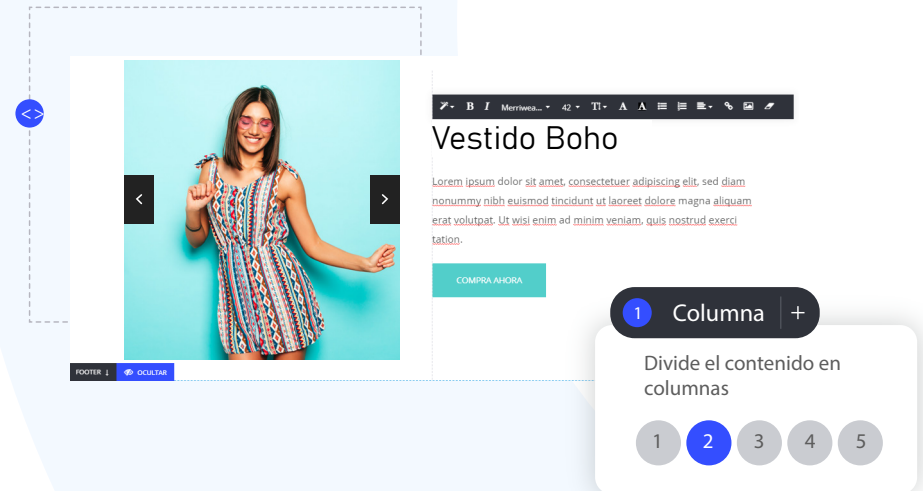 < >
B I Merriwea... 42 T! A A
Vestido Boho
Lorem ipsum dolor sit amet, consectetuer adipiscing elit, sed diam
nonummy nibh euismod tincidunt ut laoreet dolore magna aliquam
erat volutpat. Ut wisi enim ad minim veniam, quis nostrud exerci
tation.
COMPRA AHORA
FOOTER ↓ OCULTAR
1 Columna +
Divide el contenido en
columnas
1 2 3 4 5